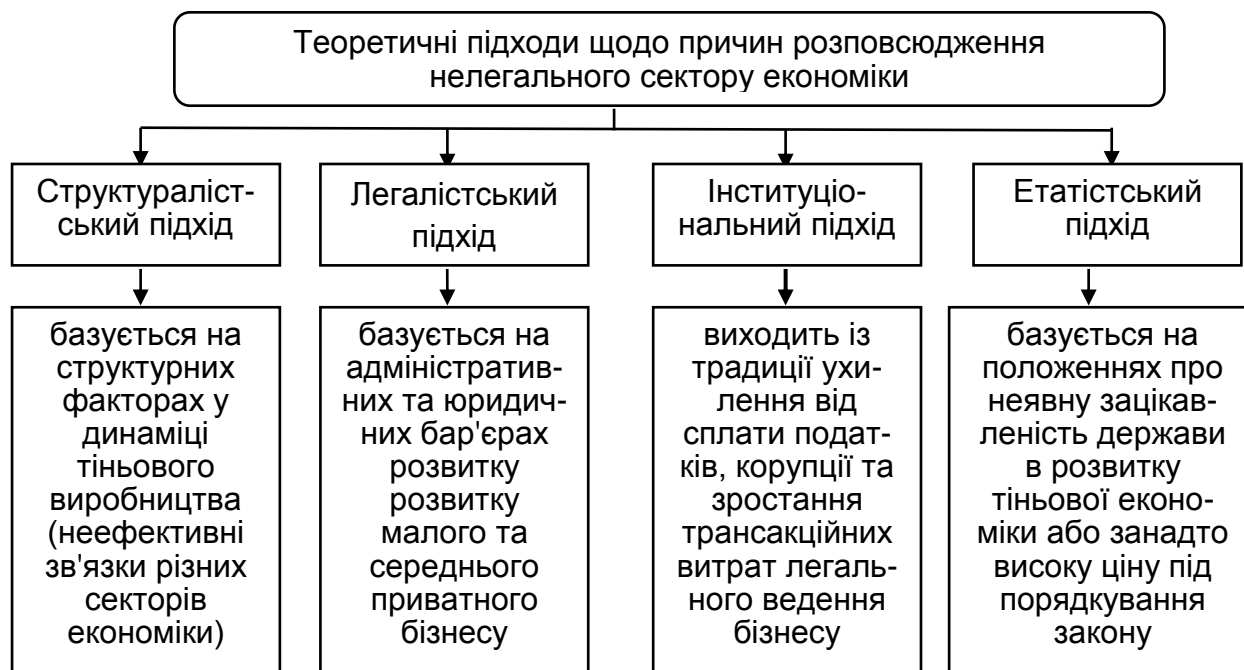 Теоретичні підходи щодо причин розповсюдження
нелегального сектору економіки
Структураліст-
ський підхід
Легалістський
підхід
Інституціо-
нальний підхід
Етатістський
підхід
базується на
структурних
факторах у
динаміці
тіньового
виробництва
(неефективні
зв'язки різних
секторів
економіки)
базується на
адміністратив-
них та юридич-
них бар'єрах
розвитку
розвитку
малого та
середнього
приватного
бізнесу
виходить із
традиції ухи-
лення від
сплати подат-
ків, корупції та
зростання
трансакційних
витрат легаль-
ного ведення
бізнесу
базується на
положеннях про
неявну зацікав-
леність держави
в розвитку
тіньової еконо-
міки або занадто
високу ціну під
порядкування
закону